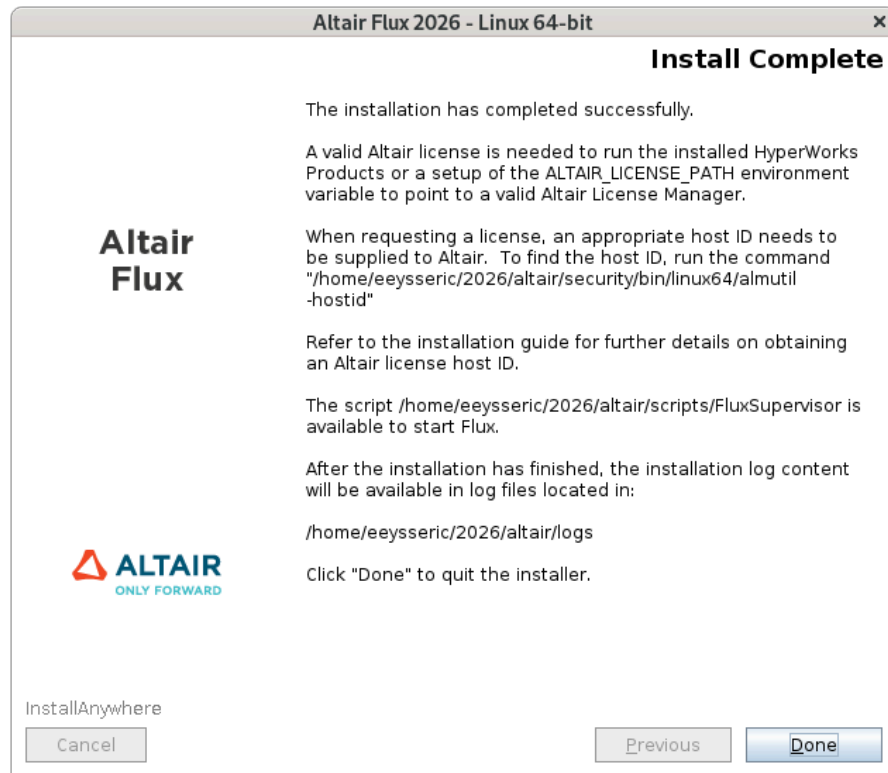 Altair Flux 2026 - Linux 64-bit
×
Install Complete
The installation has completed successfully.
A valid Altair license is needed to run the installed HyperWorks
Products or a setup of the ALTAIR_LICENSE_PATH environment
variable to point to a valid Altair License Manager.
When requesting a license, an appropriate host ID needs to
be supplied to Altair.  To find the host ID, run the command
"/home/eeysseric/2026/altair/security/bin/linux64/almutil
-hostid"
Refer to the installation guide for further details on obtaining
an Altair license host ID.
The script /home/eeysseric/2026/altair/scripts/FluxSupervisor is
available to start Flux.
After the installation has finished, the installation log content
will be available in log files located in:
/home/eeysseric/2026/altair/logs
Click "Done" to quit the installer.
Altair
Flux
ALTAIR
ONLY FORWARD
InstallAnywhere
Cancel
Previous
Done